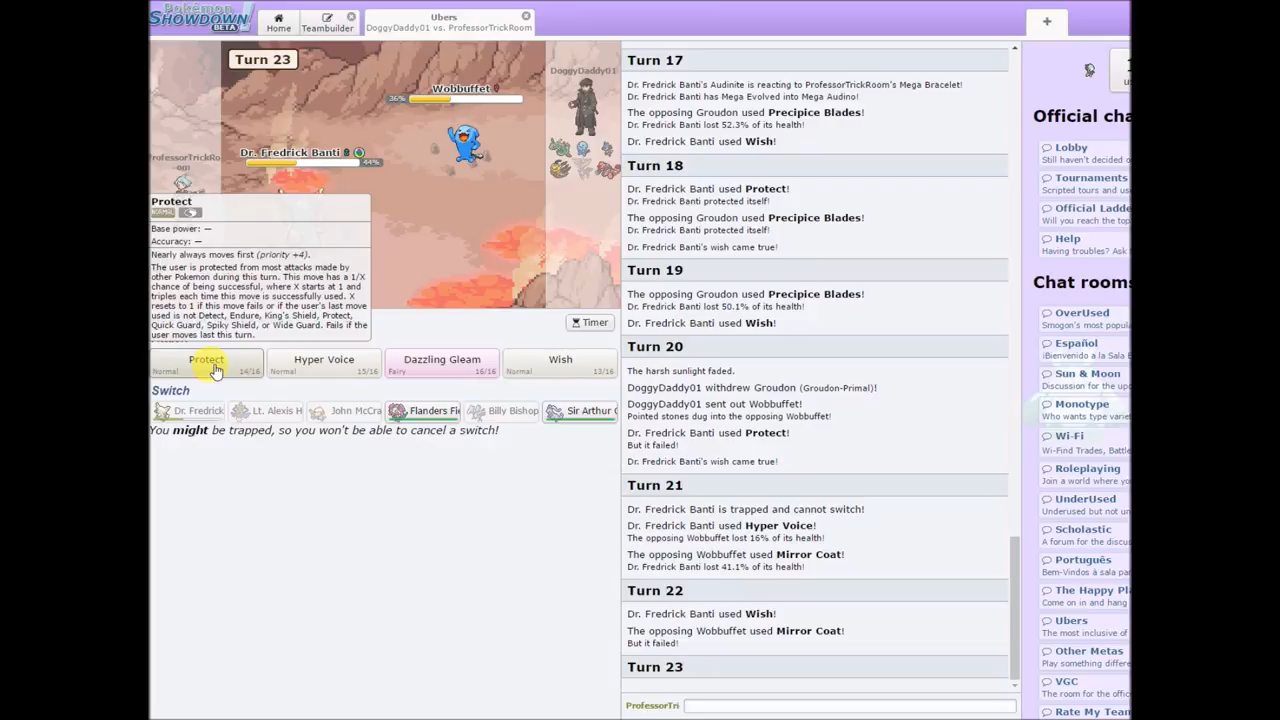 Pokémon
SHOWDOWN!
BETA
Home
Teambuilder
Ubers
DoggyDaddy01 vs. ProfessorTrickRoom
+
Turn 23
Wobbuffet
36%
Dr. Fredrick Banti
44%
DoggyDaddy01
ProfessorTrickRo
om
Protect
NORMAL
Base power: —
Accuracy: —
Nearly always moves first (priority +4).
The user is protected from most attacks made by
other Pokemon during this turn. This move has a 1/X
chance of being successful, where X starts at 1 and
triples each time this move is successfully used. X
resets to 1 if this move fails or if the user's last move
used is not Detect, Endure, King's Shield, Protect,
Quick Guard, Spiky Shield, or Wide Guard. Fails if the
user moves last this turn.
Timer
Protect
Normal 14/16
Hyper Voice
Normal 15/16
Dazzling Gleam
Fairy 16/16
Wish
Normal 13/16
Switch
Dr. Fredrick
Lt. Alexis H
John McCra
Flanders Fie
Billy Bishop
Sir Arthur C
You might be trapped, so you won't be able to cancel a switch!
Turn 17
Dr. Fredrick Banti's Audinite is reacting to ProfessorTrickRoom's Mega Bracelet!
Dr. Fredrick Banti has Mega Evolved into Mega Audino!
The opposing Groudon used Precipice Blades!
Dr. Fredrick Banti lost 52.3% of its health!
Dr. Fredrick Banti used Wish!
Turn 18
Dr. Fredrick Banti used Protect!
Dr. Fredrick Banti protected itself!
The opposing Groudon used Precipice Blades!
Dr. Fredrick Banti protected itself!
Dr. Fredrick Banti's wish came true!
Turn 19
The opposing Groudon used Precipice Blades!
Dr. Fredrick Banti lost 50.1% of its health!
Dr. Fredrick Banti used Wish!
Turn 20
The harsh sunlight faded.
DoggyDaddy01 withdrew Groudon (Groudon-Primal)!
DoggyDaddy01 sent out Wobbuffet!
Pointed stones dug into the opposing Wobbuffet!
Dr. Fredrick Banti used Protect!
But it failed!
Dr. Fredrick Banti's wish came true!
Turn 21
Dr. Fredrick Banti is trapped and cannot switch!
Dr. Fredrick Banti used Hyper Voice!
The opposing Wobbuffet lost 16% of its health!
The opposing Wobbuffet used Mirror Coat!
Dr. Fredrick Banti lost 41.1% of its health!
Turn 22
Dr. Fredrick Banti used Wish!
The opposing Wobbuffet used Mirror Coat!
But it failed!
Turn 23
ProfessorTri
Official cha
Lobby
Still haven't decided o
Tournaments
Scripted tours and us
Official Ladde
Will you reach the top
Help
Having troubles? Ask
Chat rooms
OverUsed
Smogon's most popul
Español
¡Bienvenido a la Sala E
Sun & Moon
Discussion for the up
Monotype
Who wants type varie
Wi-Fi
Wi-Find Trades, Battle
Roleplaying
Join a world where yo
UnderUsed
Underused but not un
Scholastic
A forum for the discus
Português
Bem-Vindos à sala pa
The Happy Pl
Come on in and hang
Ubers
The most inclusive of
Other Metas
Play something differe
VGC
The room for the offic
Rate My Team